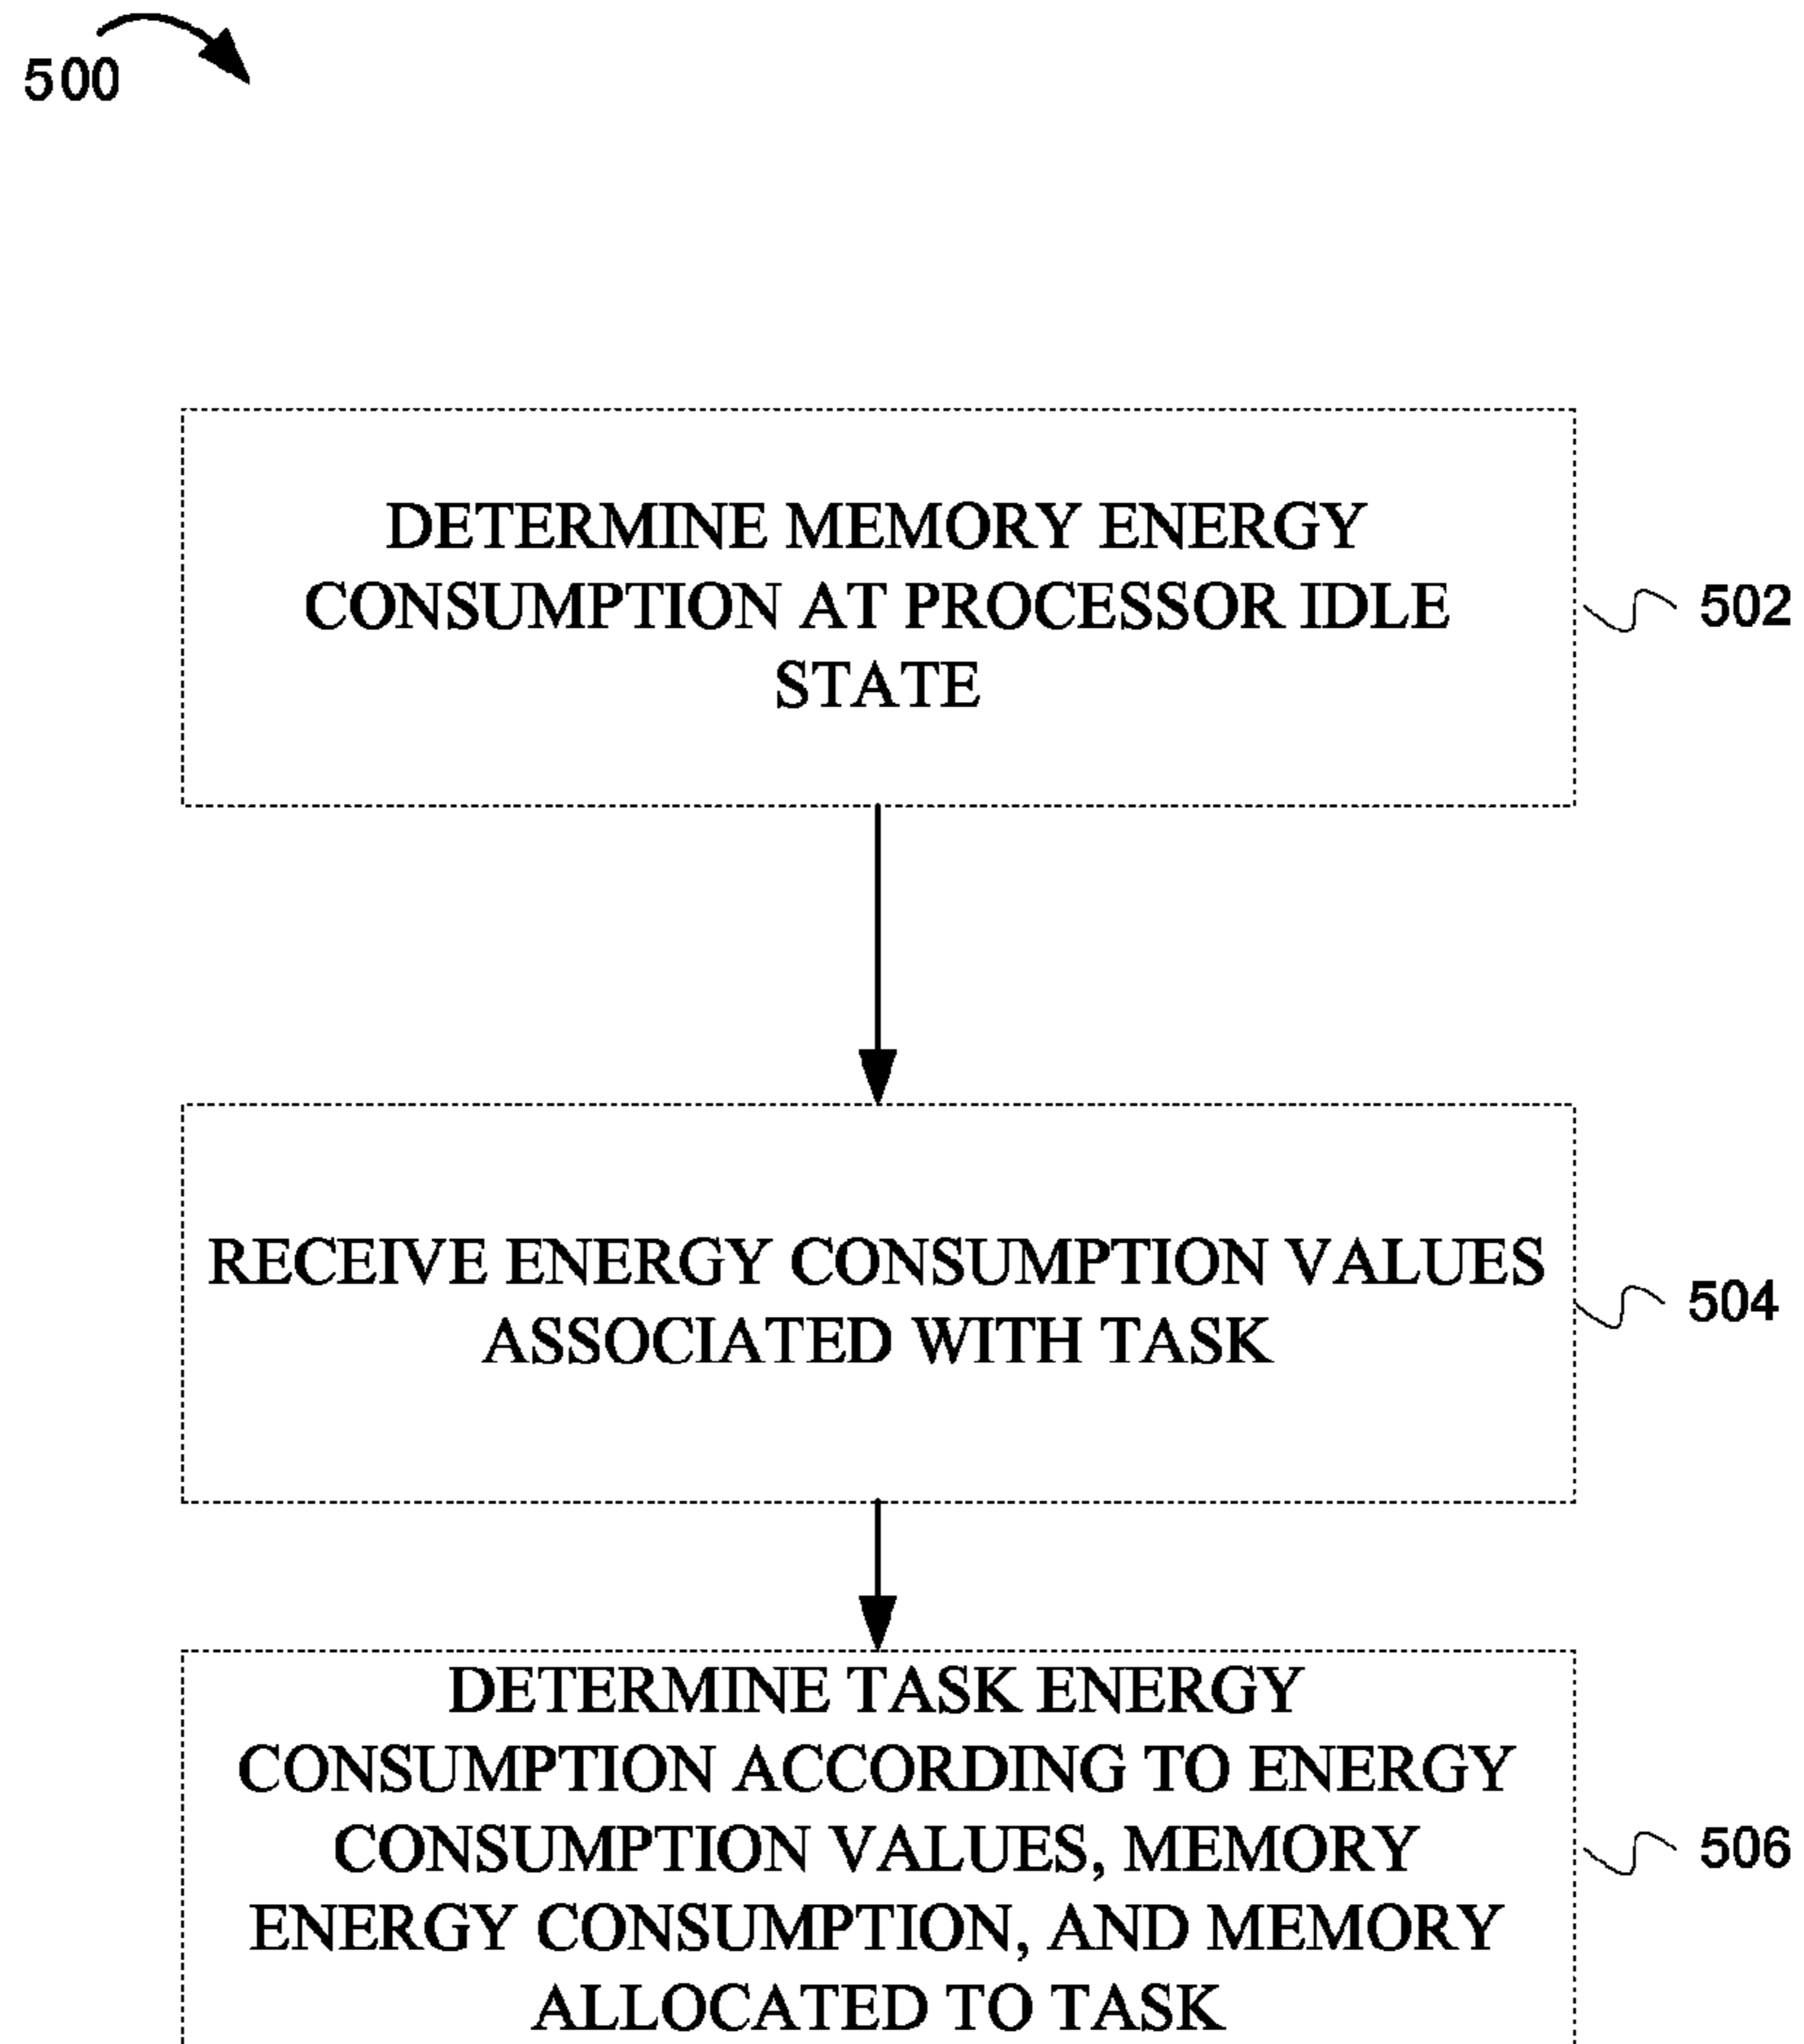 500
DETERMINE MEMORY ENERGY
CONSUMPTION AT PROCESSOR IDLE
STATE
502
RECEIVE ENERGY CONSUMPTION VALUES
ASSOCIATED WITH TASK
504
DETERMINE TASK ENERGY
CONSUMPTION ACCORDING TO ENERGY
CONSUMPTION VALUES, MEMORY
ENERGY CONSUMPTION, AND MEMORY
ALLOCATED TO TASK
506